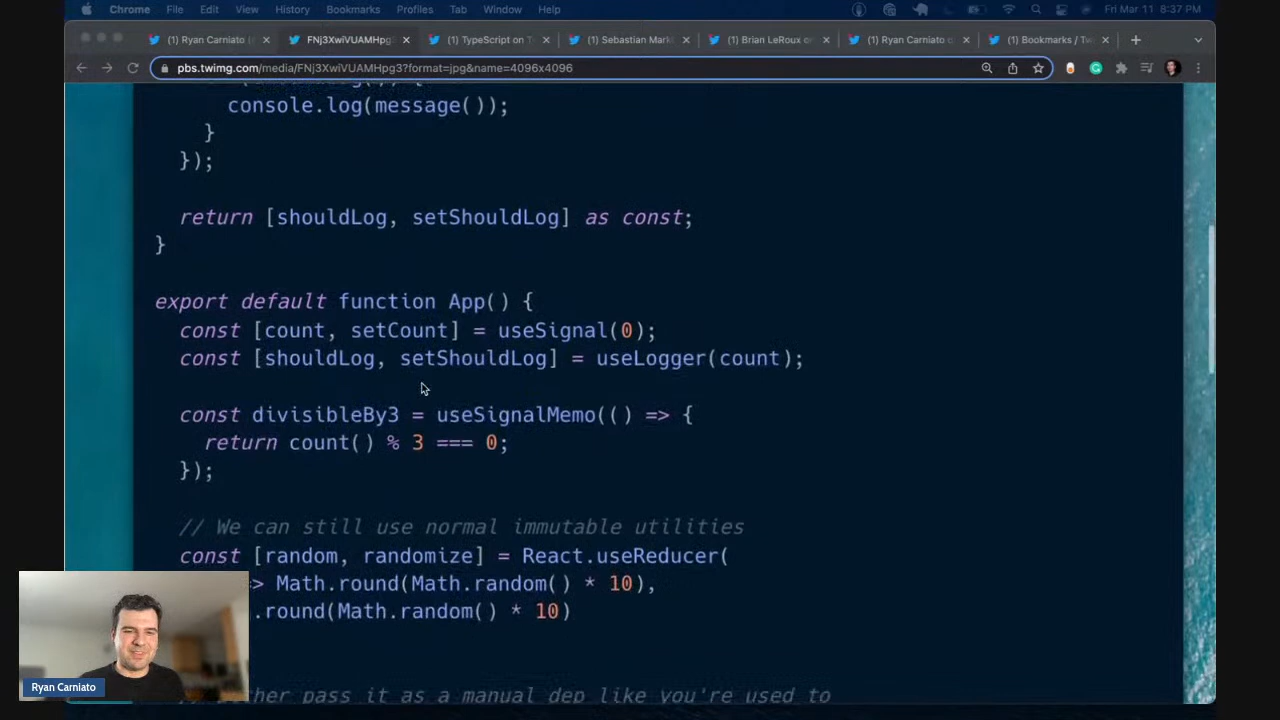 Chrome File Edit View History Bookmarks Profiles Tab Window Help Fri Mar 11 8:37 PM
(1) Ryan Carniato ( FNj3XwiVUAMHpg (1) TypeScript on T (1) Sebastian Mark (1) Brian LeRoux o (1) Ryan Carniato o (1) Bookmarks / Tw
pbs.twimg.com/media/FNj3XwiVUAMHpg3?format=jpg&name=4096x4096
console.log(message());
}
});
return [shouldLog, setShouldLog] as const;
}
export default function App() {
const [count, setCount] = useSignal(0);
const [shouldLog, setShouldLog] = useLogger(count);
const divisibleBy3 = useSignalMemo(() => {
return count() % 3 === 0;
});
// We can still use normal immutable utilities
const [random, randomize] = React.useReducer(
> Math.round(Math.random() * 10),
.round(Math.random() * 10)
pass it as a manual dep like you're used to
Ryan Carniato